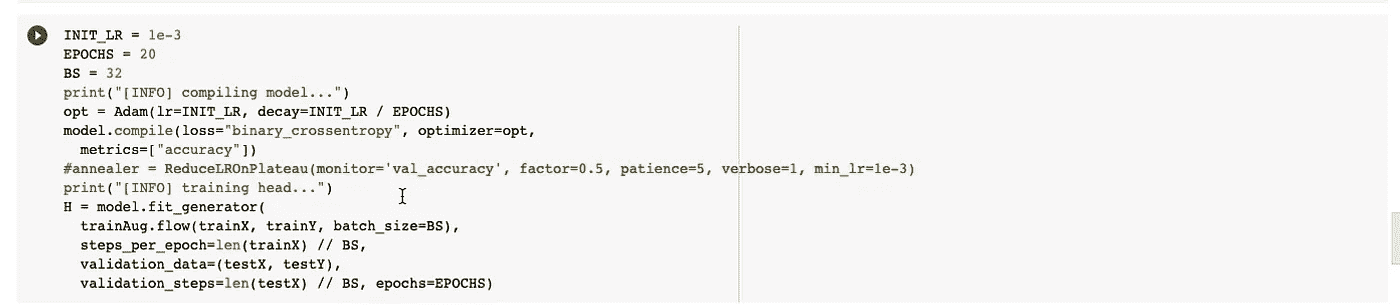 INIT_LR = 1e-3
EPOCHS = 20
BS = 32
print("[INFO] compiling model...")
opt = Adam(lr=INIT_LR, decay=INIT_LR / EPOCHS)
model.compile(loss="binary_crossentropy", optimizer=opt,
  metrics=["accuracy"])
#annealer = ReduceLROnPlateau(monitor='val_accuracy', factor=0.5, patience=5, verbose=1, min_lr=1e-3)
print("[INFO] training head...")
H = model.fit_generator(
  trainAug.flow(trainX, trainY, batch_size=BS),
  steps_per_epoch=len(trainX) // BS,
  validation_data=(testX, testY),
  validation_steps=len(testX) // BS, epochs=EPOCHS)